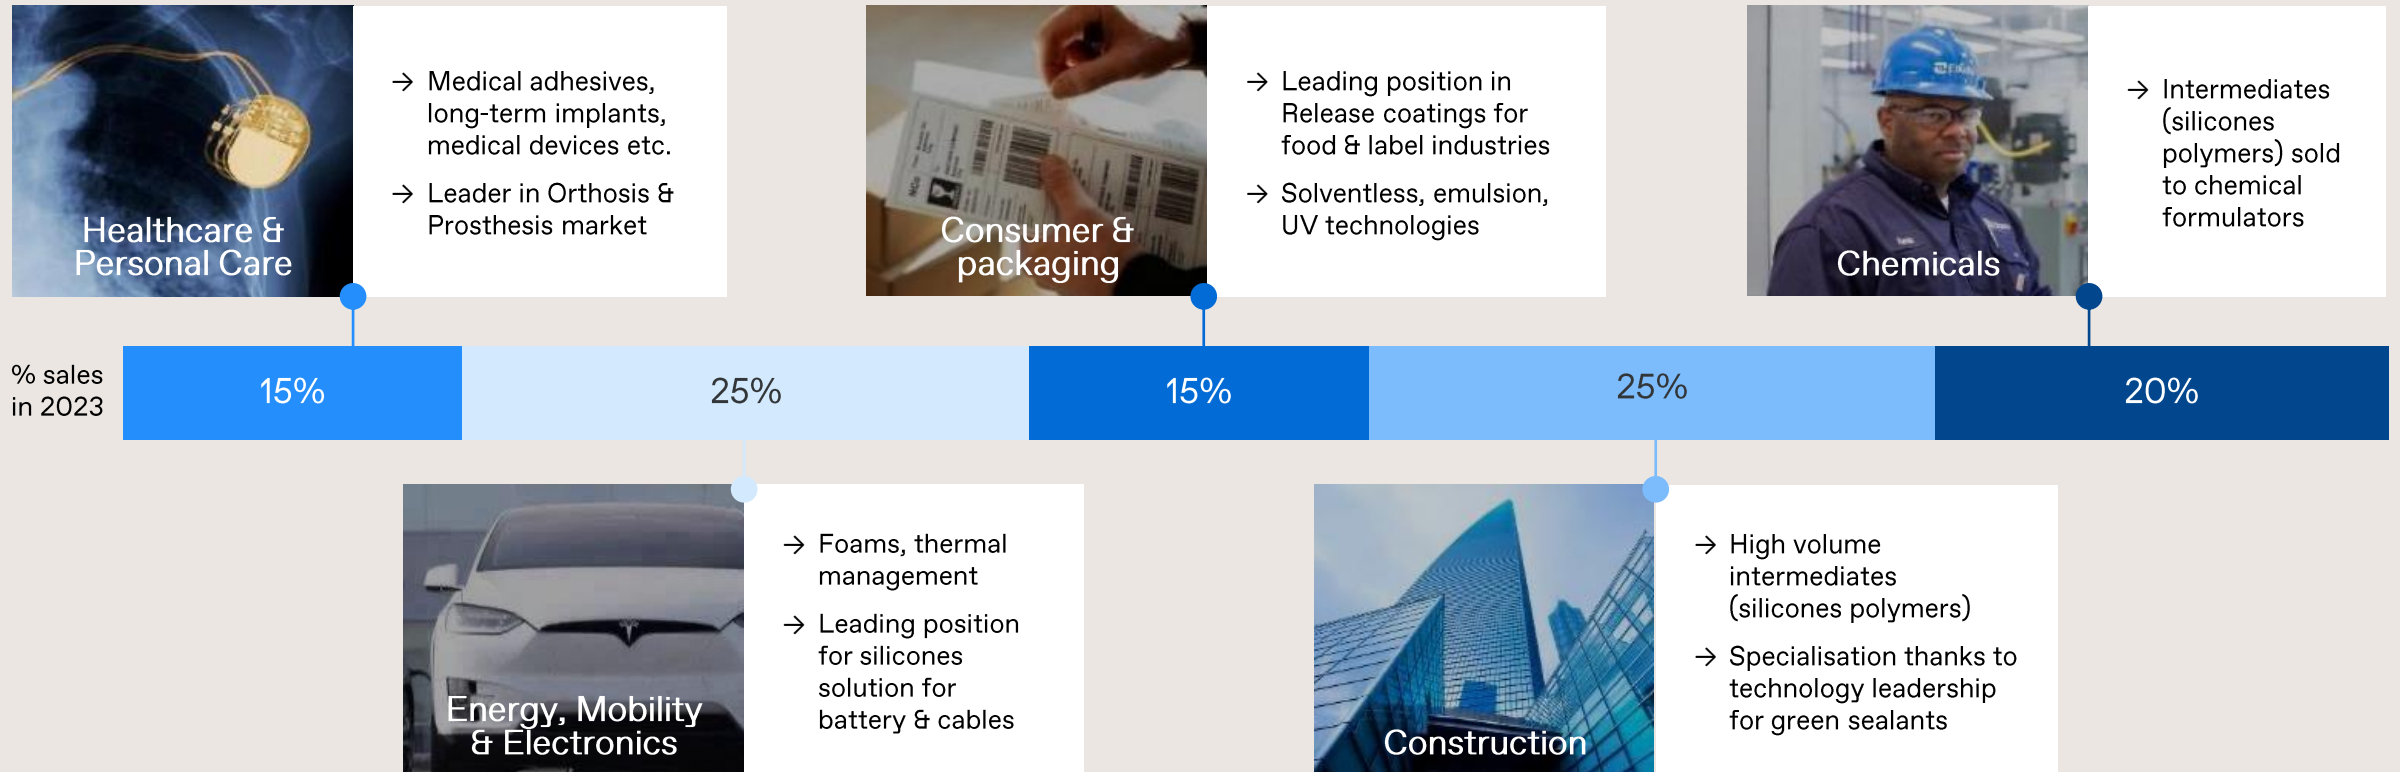 Healthcare &
Personal Care
→ Medical adhesives,
long-term implants,
medical devices etc.
→ Leader in Orthosis &
Prosthesis market
Consumer &
packaging
→ Leading position in
Release coatings for
food & label industries
→ Solventless, emulsion,
UV technologies
Chemicals
→ Intermediates
(silicones
polymers) sold
to chemical
formulators
% sales
in 2023
15%
25%
15%
25%
20%
Energy, Mobility
& Electronics
→ Foams, thermal
management
→ Leading position
for silicones
solution for
battery & cables
Construction
→ High volume
intermediates
(silicones polymers)
→ Specialisation thanks to
technology leadership
for green sealants